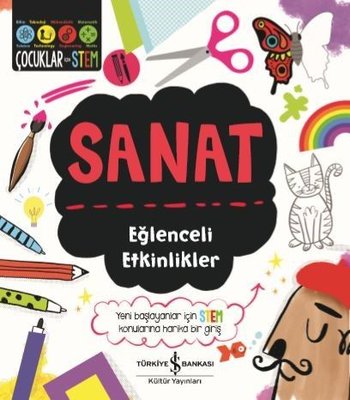 Bilim Teknoloji Mühendislik Matematik
Science Technology Engineering Maths
ÇOCUKLAR için STEM
SANAT
Eğlenceli
Etkinlikler
Yeni başlayanlar için STEM
konularına harika bir giriş
TÜRKİYE İŞ BANKASI
Kültür Yayınları